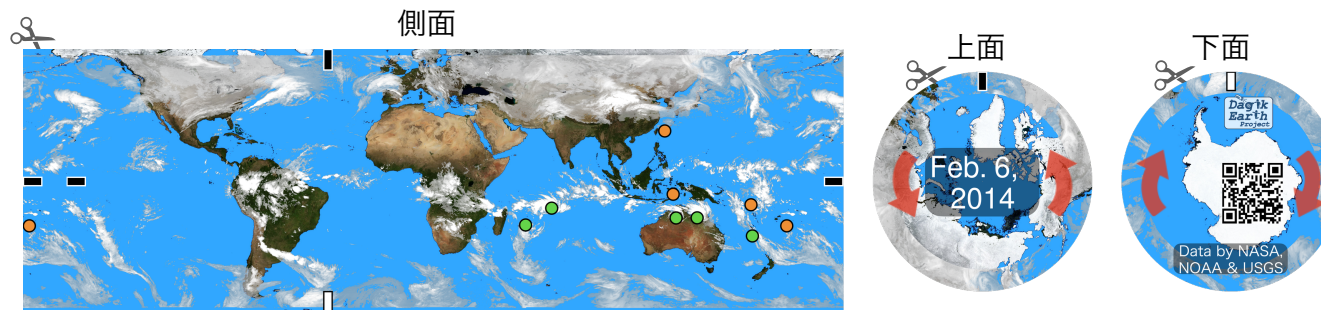 側面
上面
下面
Feb. 6,
2014
Dagik
Earth
Project
Data by NASA,
NOAA & USGS